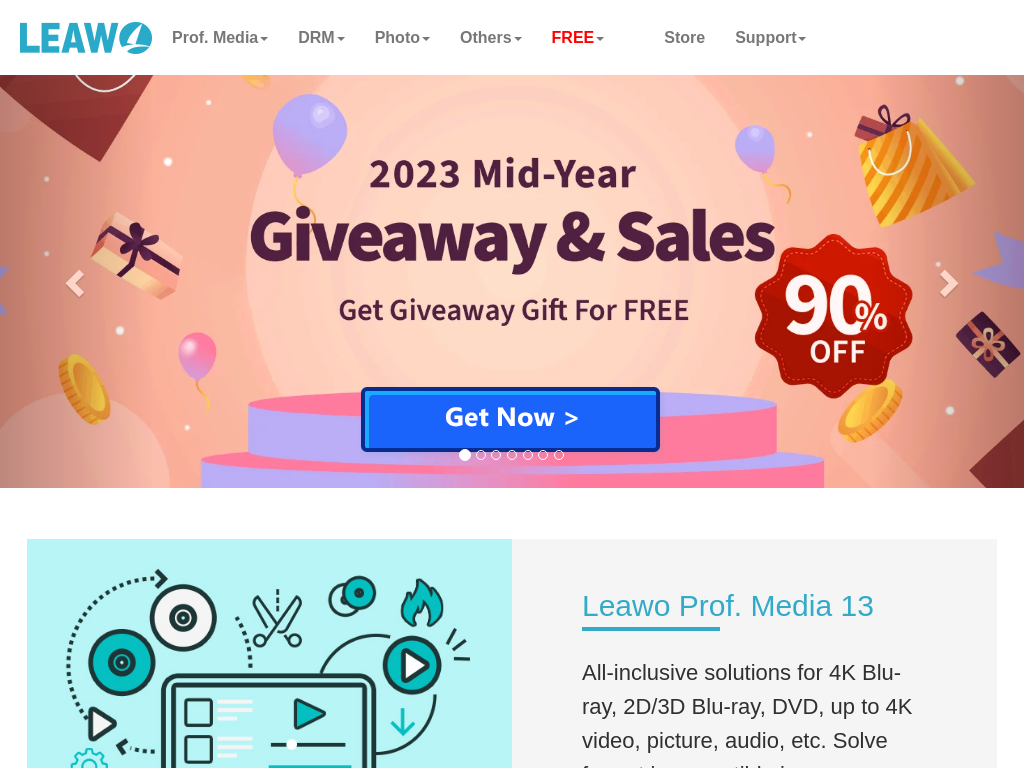 LEAWO
Prof. Media DRM Photo Others FREE Store Support
2023 Mid-Year
Giveaway & Sales
Get Giveaway Gift For FREE
90%
OFF
Get Now >
Leawo Prof. Media 13
All-inclusive solutions for 4K Blu-
ray, 2D/3D Blu-ray, DVD, up to 4K
video, picture, audio, etc. Solve